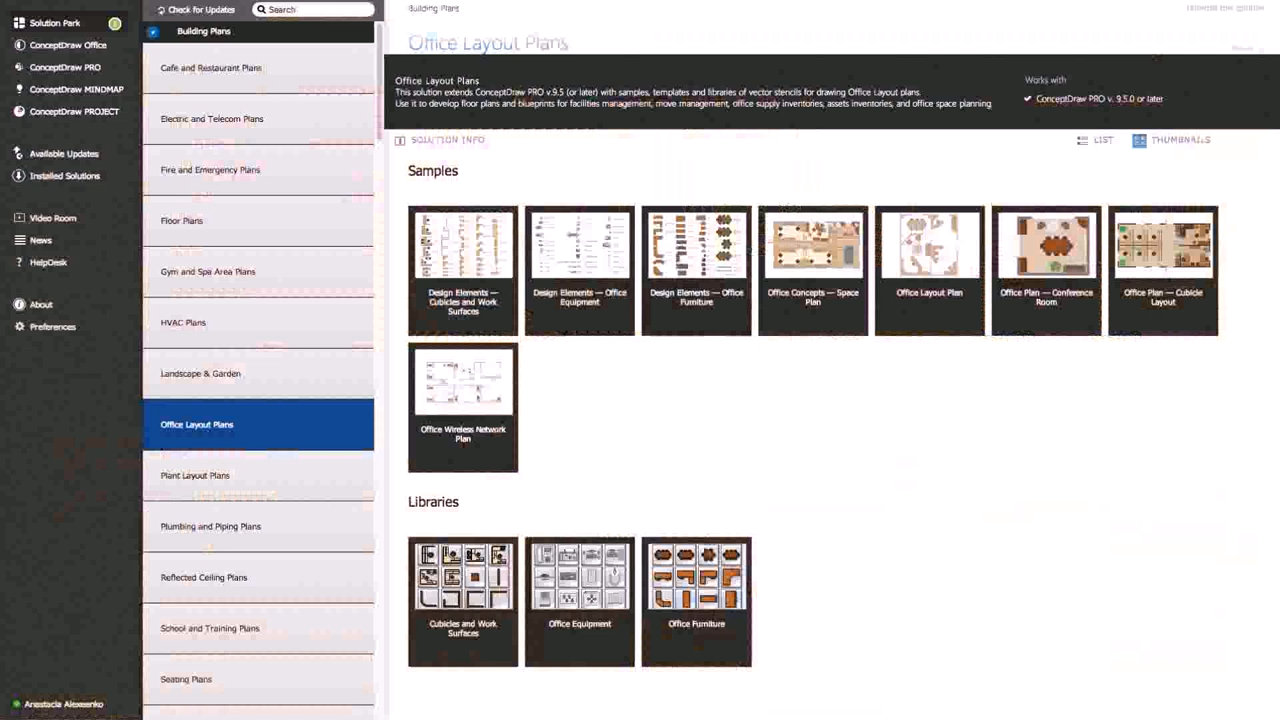 Solution Park
ConceptDraw Office
ConceptDraw PRO
ConceptDraw MINDMAP
ConceptDraw PROJECT
Available Updates
Installed Solutions
Video Room
News
HelpDesk
About
Preferences
Anastacia Alexeenko
Check for Updates
Search
Building Plans
Cafe and Restaurant Plans
Electric and Telecom Plans
Fire and Emergency Plans
Floor Plans
Gym and Spa Area Plans
HVAC Plans
Landscape & Garden
Office Layout Plans
Plant Layout Plans
Plumbing and Piping Plans
Reflected Ceiling Plans
School and Training Plans
Seating Plans
Building Plans
Office Layout Plans
Office Layout Plans
This solution extends ConceptDraw PRO v.9.5 (or later) with samples, templates and libraries of vector stencils for drawing Office Layout plans.
Use it to develop floor plans and blueprints for facilities management, move management, office supply inventories, assets inventories, and office space planning
Works with
ConceptDraw PRO v. 9.5.0 or later
SOLUTION INFO
LIST
THUMBNAILS
Samples
Design Elements —
Cubicles and Work
Surfaces
Design Elements — Office
Equipment
Design Elements — Office
Furniture
Office Concepts — Space
Plan
Office Layout Plan
Office Plan — Conference
Room
Office Plan — Cubicle
Layout
Office Wireless Network
Plan
Libraries
Cubicles and Work
Surfaces
Office Equipment
Office Furniture